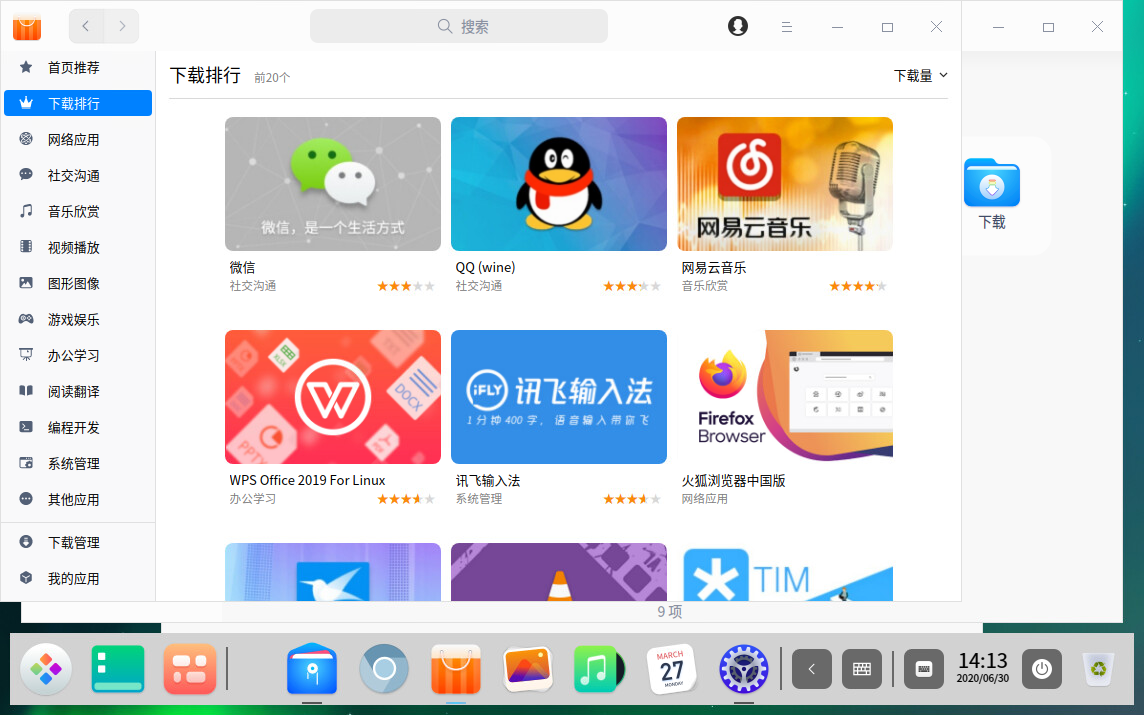 搜索
首页推荐
下载排行
网络应用
社交沟通
音乐欣赏
视频播放
图形图像
游戏娱乐
办公学习
阅读翻译
编程开发
系统管理
其他应用
下载管理
我的应用
下载排行 前20个
下载量
微信，是一个生活方式
网易云音乐
微信
社交沟通
QQ (wine)
社交沟通
网易云音乐
音乐欣赏
XLSX
TXT
DOCX
PPTX
W
iFLY 讯飞输入法
1分钟400字，语音输入带你飞
Firefox
Browser
WPS Office 2019 For Linux
办公学习
讯飞输入法
系统管理
火狐浏览器中国版
网络应用
TIM
下载
9 项
MARCH
27
MONDAY
14:13
2020/06/30